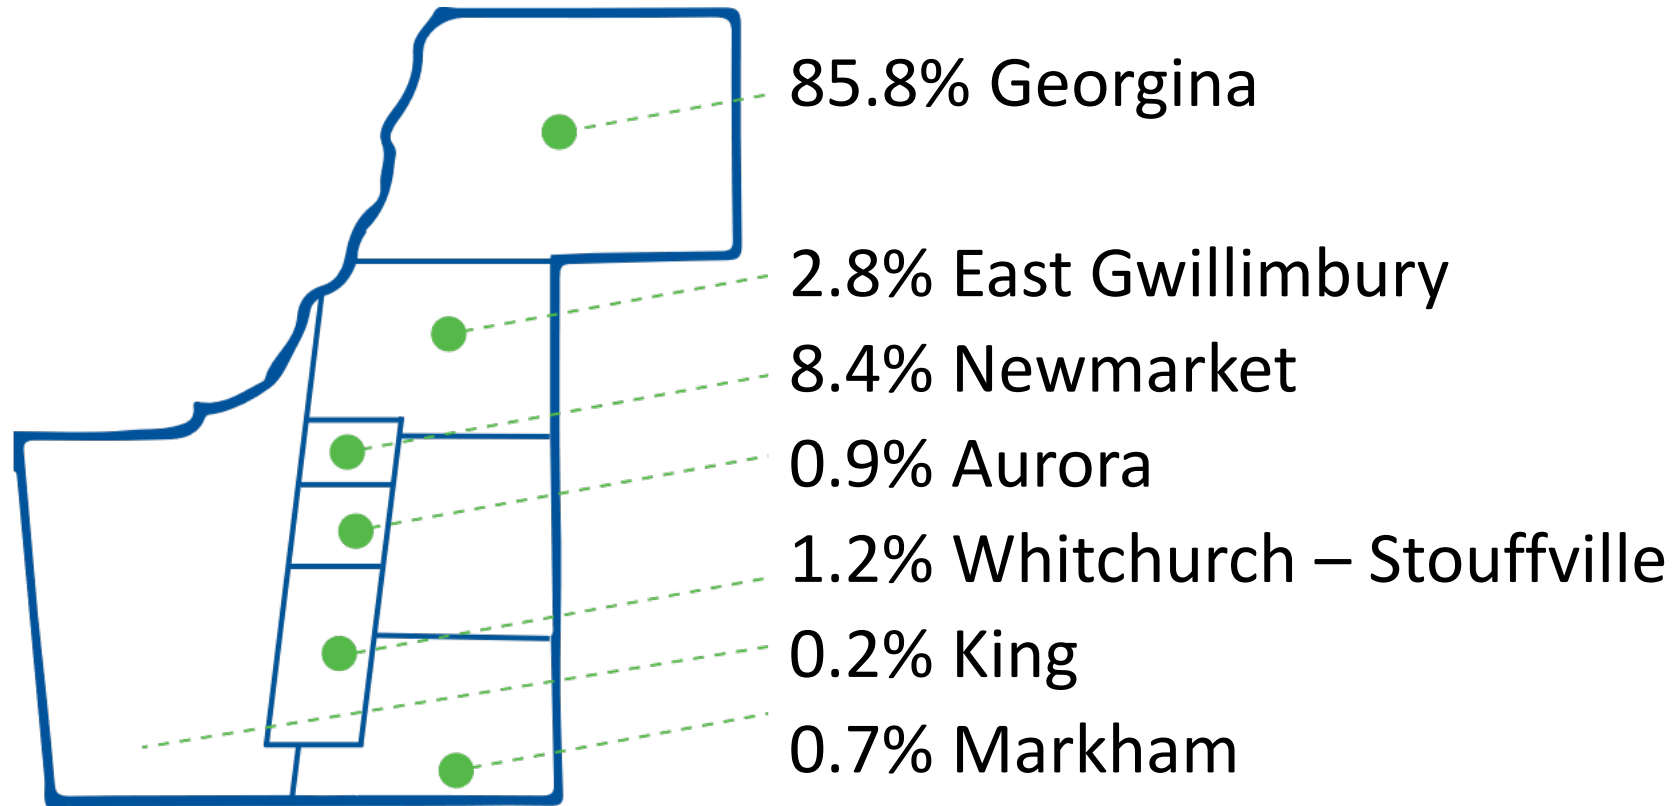 85.8% Georgina
2.8% East Gwillimbury
8.4% Newmarket
0.9% Aurora
1.2% Whitchurch – Stouffville
0.2% King
0.7% Markham